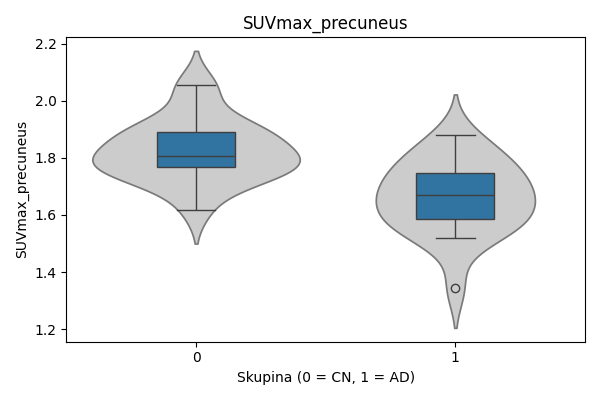 SUVmax_precuneus
SUVmax_precuneus
2.2
2.0
1.8
1.6
1.4
1.2
0
1
Skupina (0 = CN, 1 = AD)